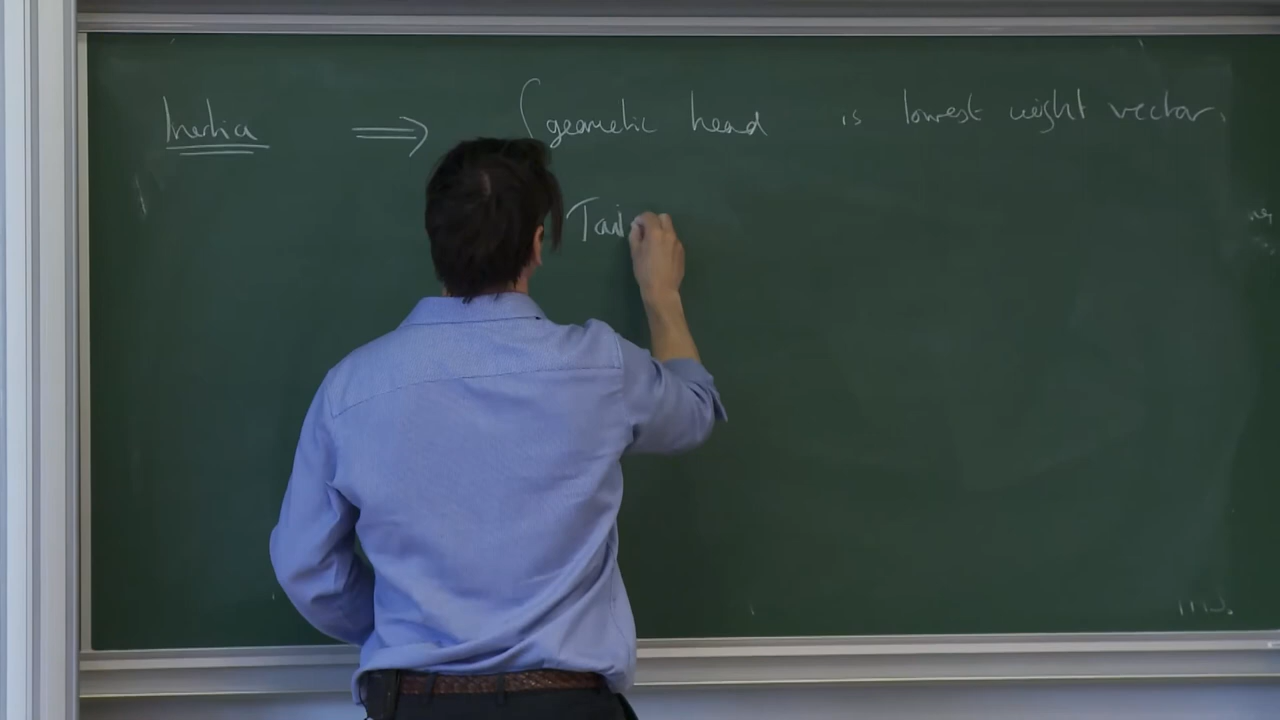 Inertia ⟹ geometric head is lowest weight vector.
Tail